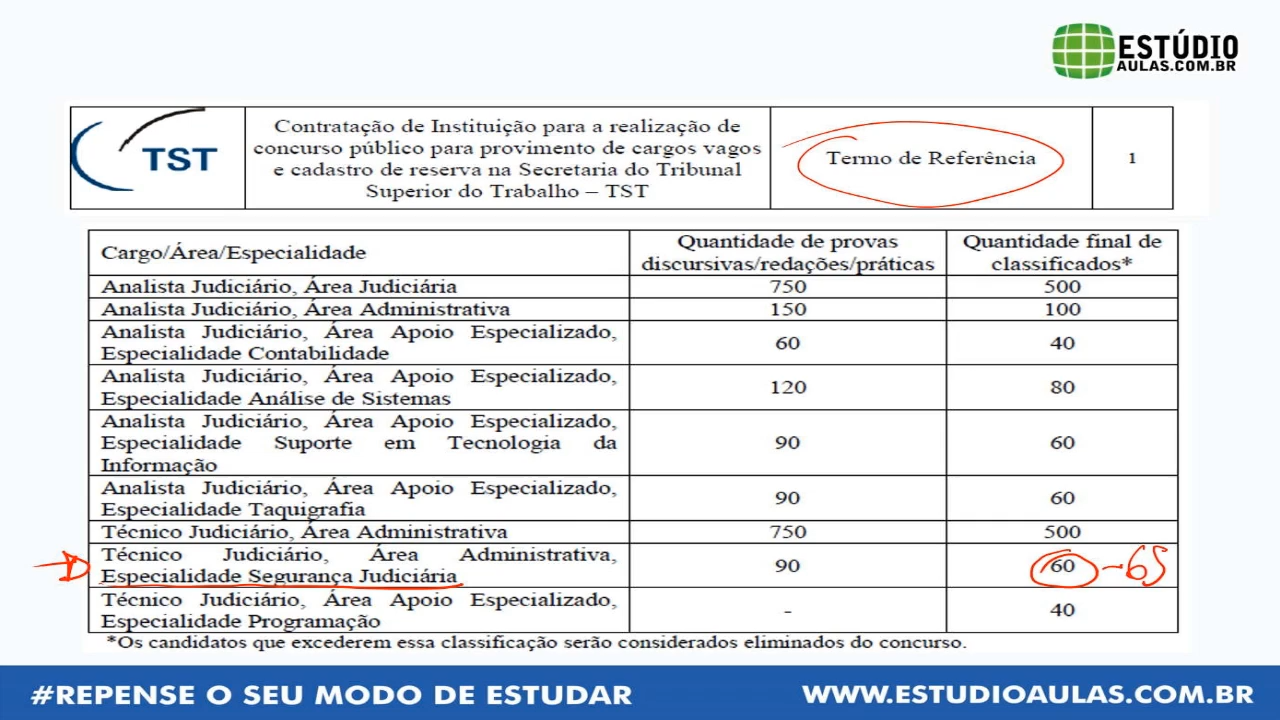 ESTÚDIO
AULAS.COM.BR
TST
Contratação de Instituição para a realização de
concurso público para provimento de cargos vagos
e cadastro de reserva na Secretaria do Tribunal
Superior do Trabalho – TST
Termo de Referência
1
Cargo/Área/Especialidade
Quantidade de provas
discursivas/redações/práticas
Quantidade final de
classificados*
Analista Judiciário, Área Judiciária 750 500
Analista Judiciário, Área Administrativa 150 100
Analista Judiciário, Área Apoio Especializado,
Especialidade Contabilidade
60 40
Analista Judiciário, Área Apoio Especializado,
Especialidade Análise de Sistemas
120 80
Analista Judiciário, Área Apoio Especializado,
Especialidade Suporte em Tecnologia da
Informação
90 60
Analista Judiciário, Área Apoio Especializado,
Especialidade Taquigrafia
90 60
Técnico Judiciário, Área Administrativa 750 500
Técnico Judiciário, Área Administrativa,
Especialidade Segurança Judiciária
90 60 -65
Técnico Judiciário, Área Apoio Especializado,
Especialidade Programação
- 40
*Os candidatos que excederem essa classificação serão considerados eliminados do concurso.
#REPENSE O SEU MODO DE ESTUDAR
WWW.ESTUDIOAULAS.COM.BR